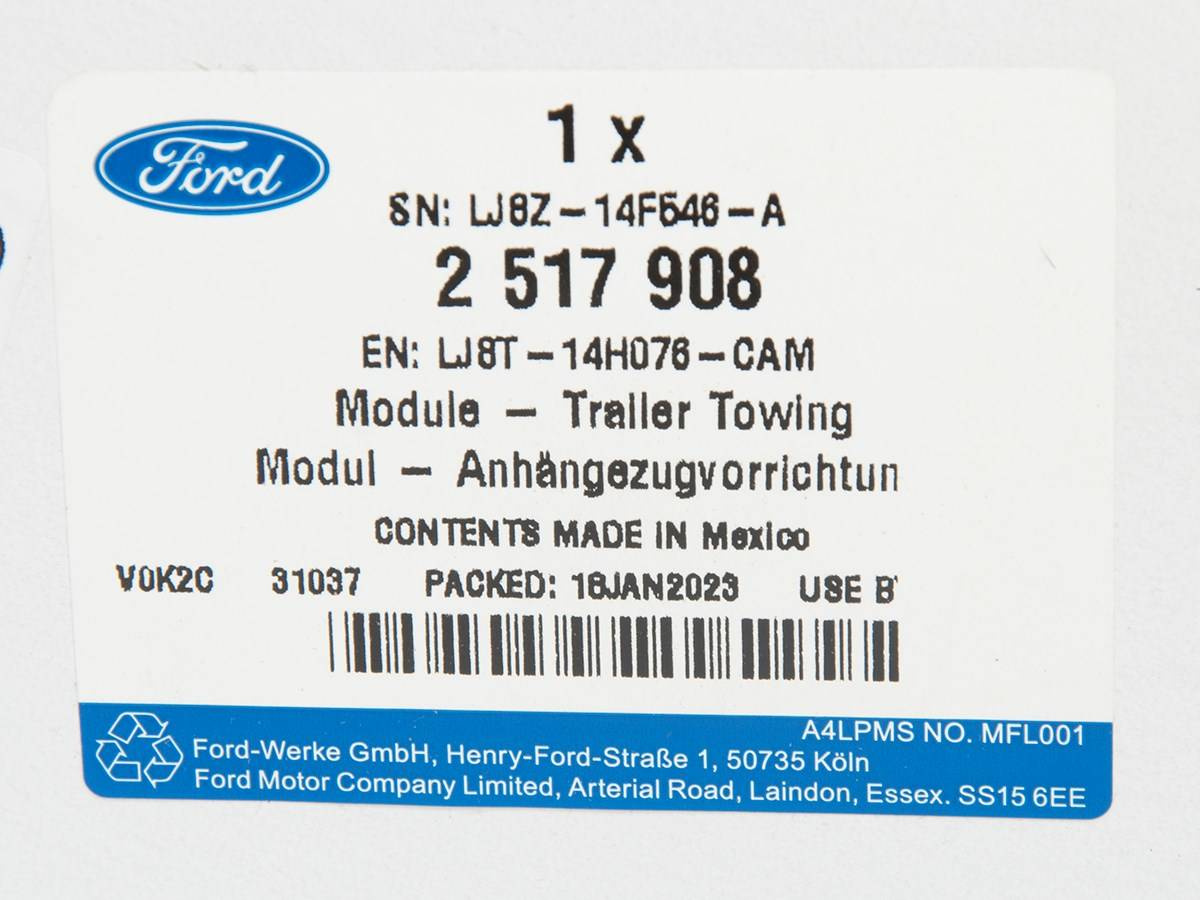 Ford
1 x
SN: LJ8Z - 14F546 - A
2 517 908
EN: LJ8T - 14H076 - CAM
Module - Trailer Towing
Modul - Anhängezugvorrichtun
CONTENTS MADE IN Mexico
V0K2C 31037 PACKED: 16JAN2023 USE B
A4LPMS NO. MFL001
Ford-Werke GmbH, Henry-Ford-Straße 1, 50735 Köln
Ford Motor Company Limited, Arterial Road, Laindon, Essex. SS15 6EE